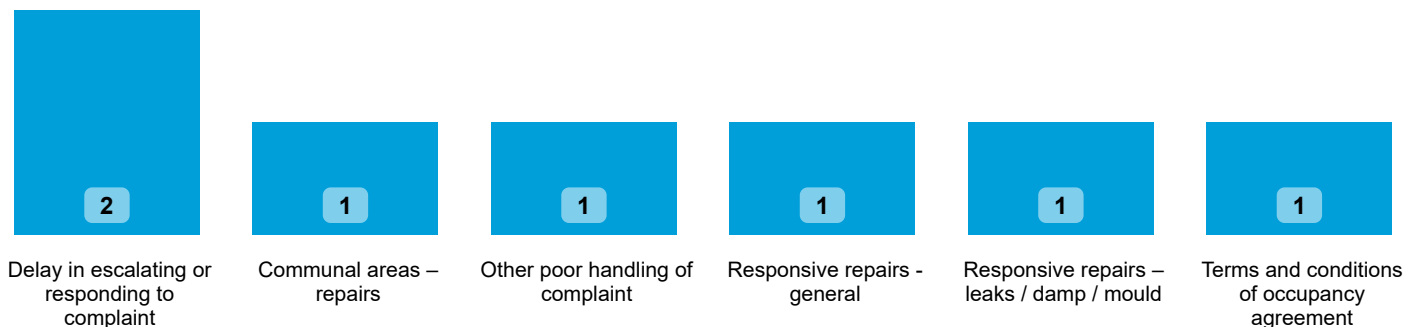 2
1
1
1
1
1
Delay in escalating or
responding to
complaint
Communal areas –
repairs
Other poor handling of
complaint
Responsive repairs -
general
Responsive repairs –
leaks / damp / mould
Terms and conditions
of occupancy
agreement